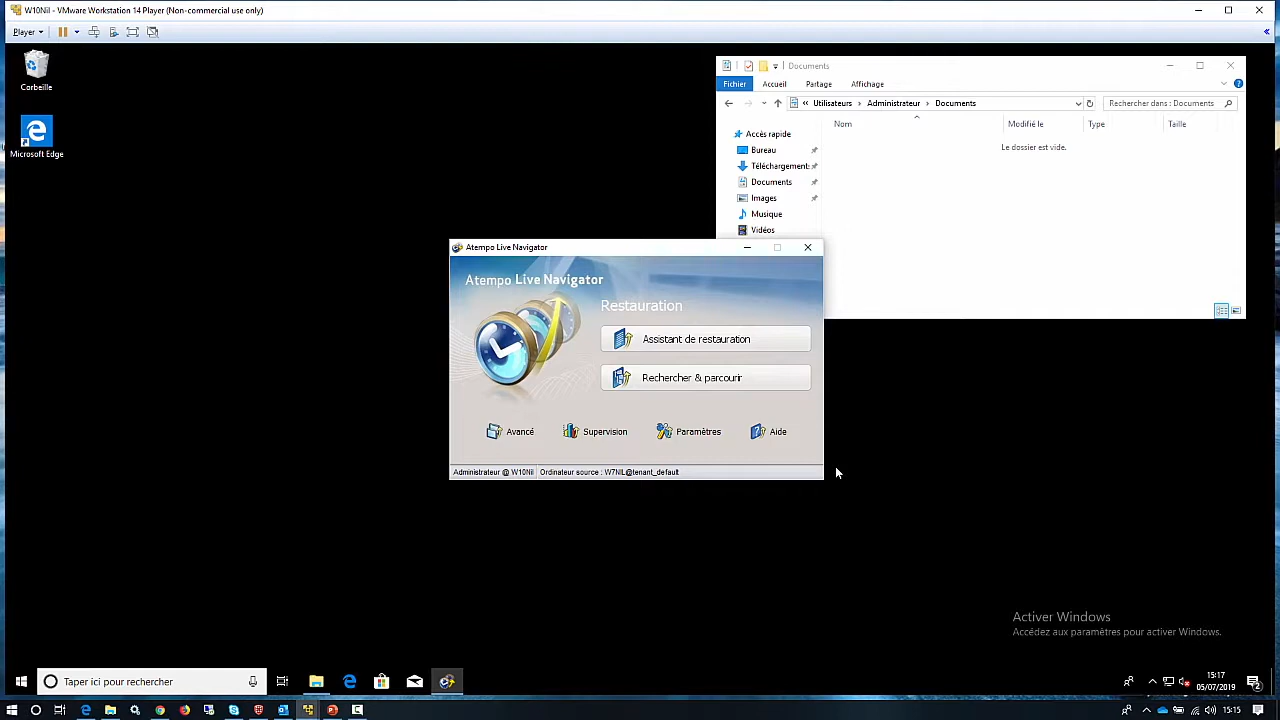 W10Nil - VMware Workstation 14 Player (Non-commercial use only)
Player
Corbeille
Microsoft Edge
Documents
Fichier
Accueil
Partage
Affichage
« Utilisateurs > Administrateur > Documents
Rechercher dans : Documents
Nom
Modifié le
Type
Taille
Accès rapide
Le dossier est vide.
Bureau
Téléchargement
Documents
Images
Musique
Vidéos
Atempo Live Navigator
Atempo Live Navigator
Restauration
Assistant de restauration
Rechercher & parcourir
Avancé
Supervision
Paramètres
Aide
Administrateur @ W10Nil
Ordinateur source : W7NIL@tenant_default
Activer Windows
Accédez aux paramètres pour activer Windows.
Taper ici pour rechercher
15:17
05/07/2019
2
15:15